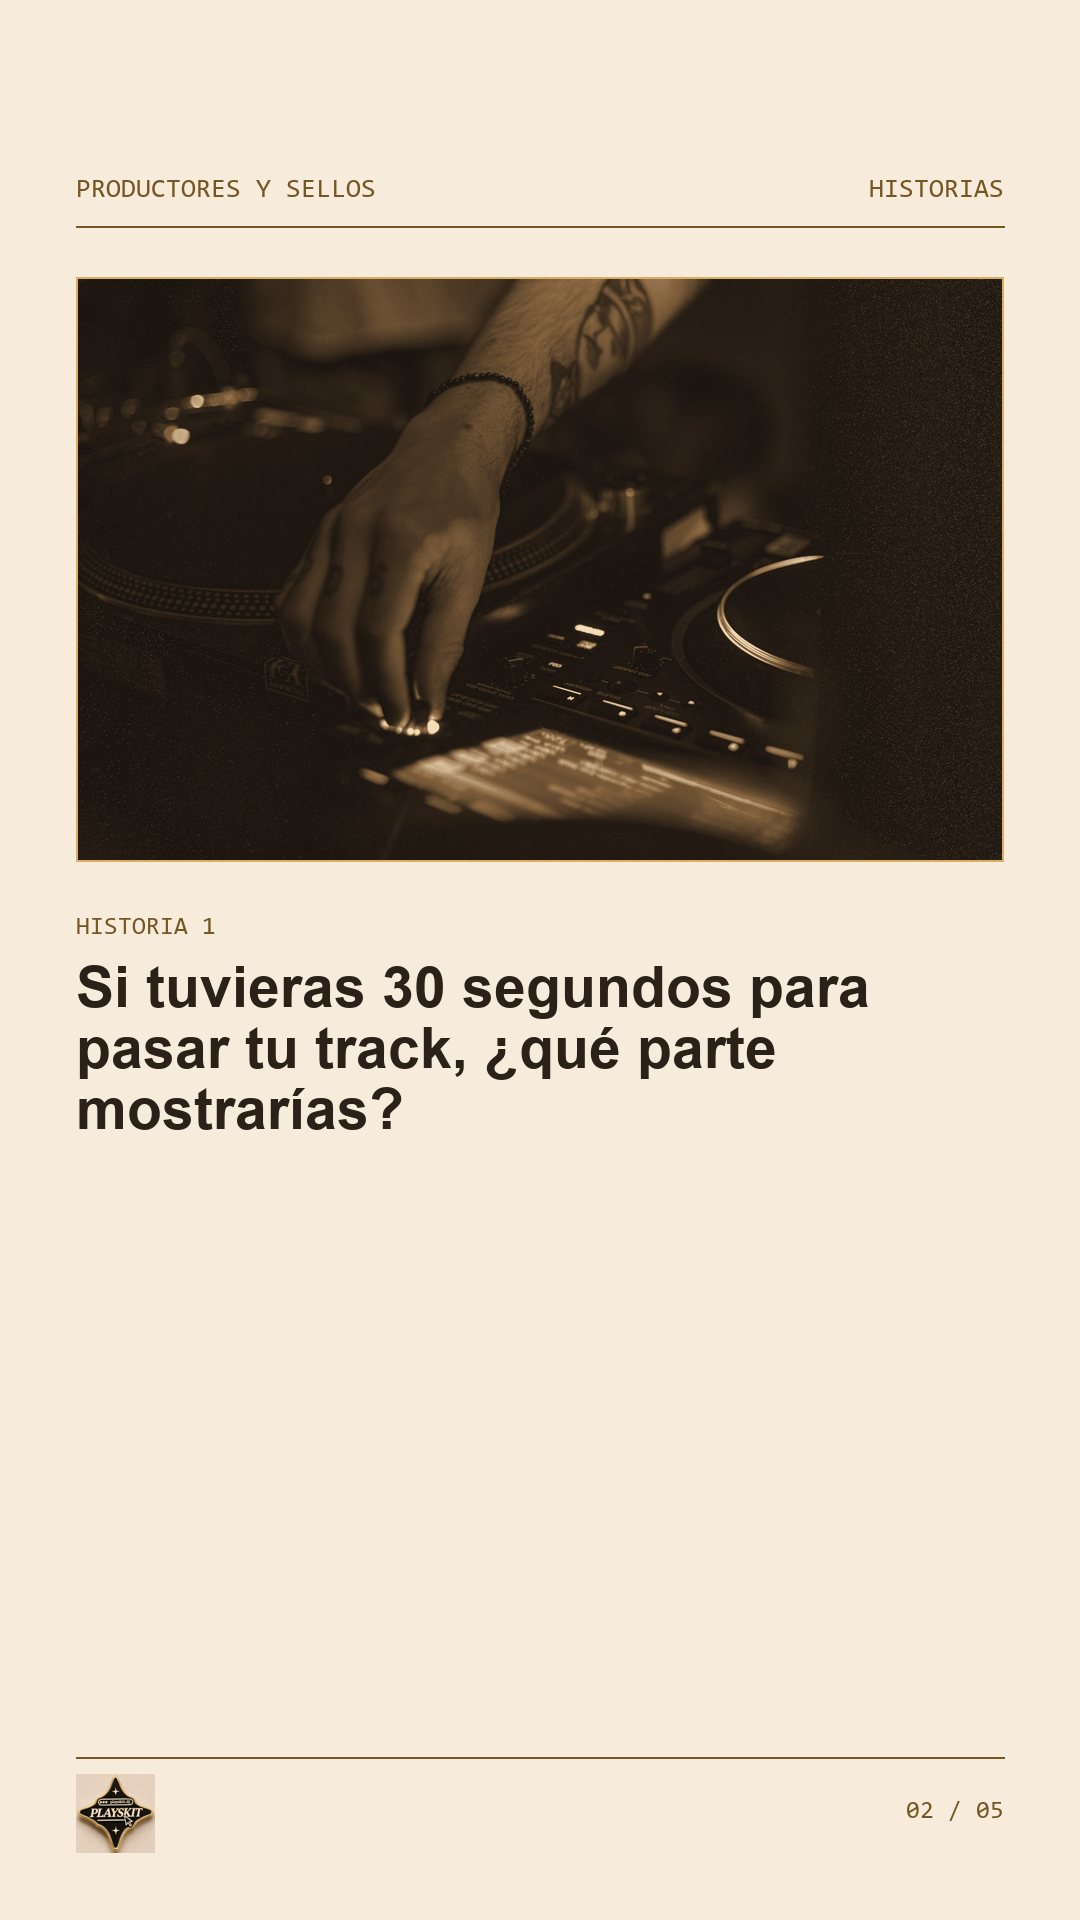 PRODUCTORES Y SELLOS
HISTORIAS
HISTORIA 1
Si tuvieras 30 segundos para
pasar tu track, ¿qué parte
mostrarías?
PLAYSKIT
02 / 05